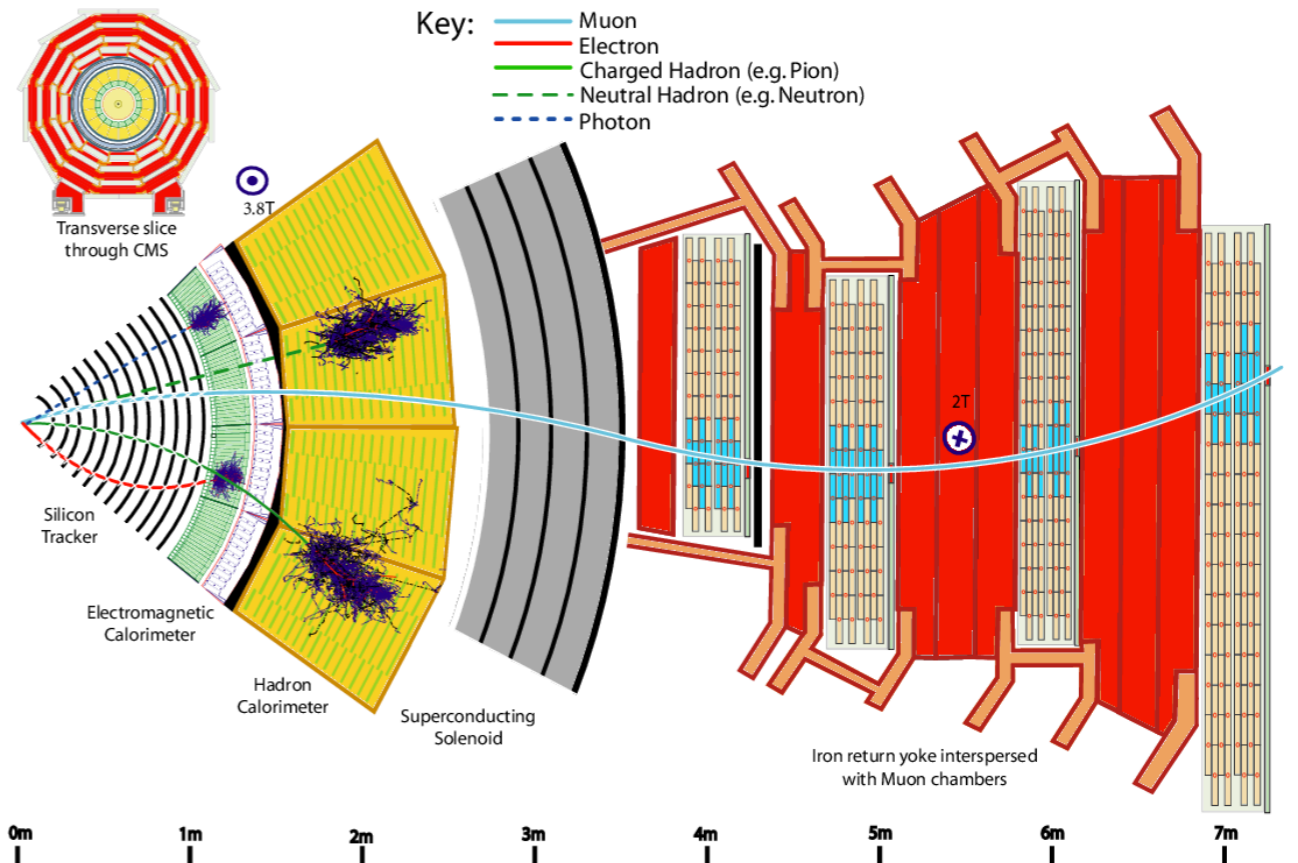 Key:
Muon
Electron
Charged Hadron (e.g. Pion)
Neutral Hadron (e.g. Neutron)
Photon
3.8T
Transverse slice
through CMS
2T
Silicon
Tracker
Electromagnetic
Calorimeter
Hadron
Calorimeter
Superconducting
Solenoid
Iron return yoke interspersed
with Muon chambers
0m 1m 2m 3m 4m 5m 6m 7m